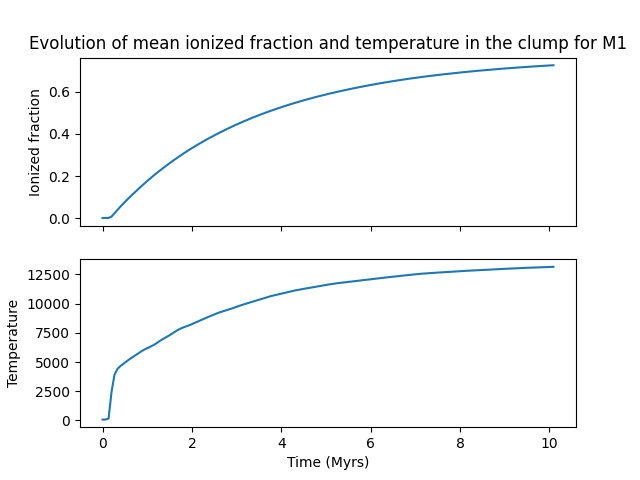 Evolution of mean ionized fraction and temperature in the clump for M1
Ionized fraction
0.6
0.4
0.2
0.0
Temperature
12500
10000
7500
5000
2500
0
0 2 4 6 8 10
Time (Myrs)